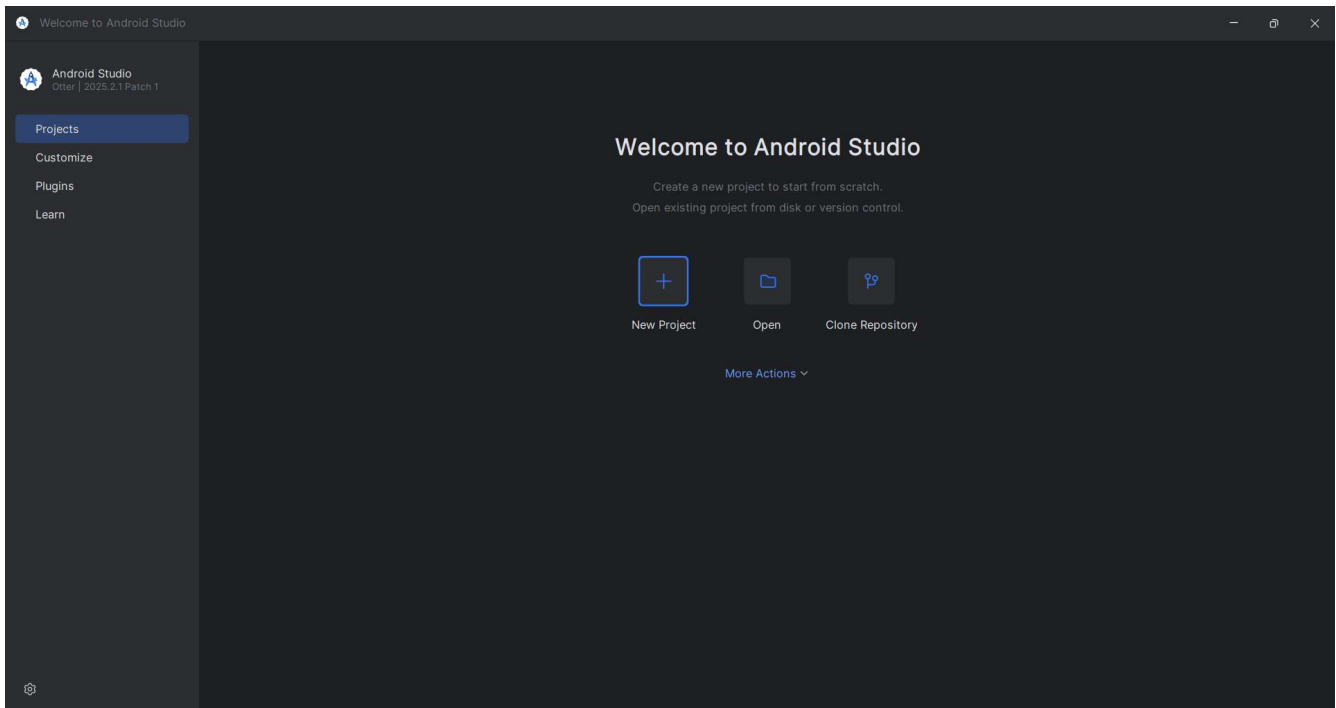 Welcome to Android Studio
Android Studio
Otter | 2025.2.1 Patch 1
Projects
Customize
Plugins
Learn
Welcome to Android Studio
Create a new project to start from scratch.
Open existing project from disk or version control.
New Project
Open
Clone Repository
More Actions